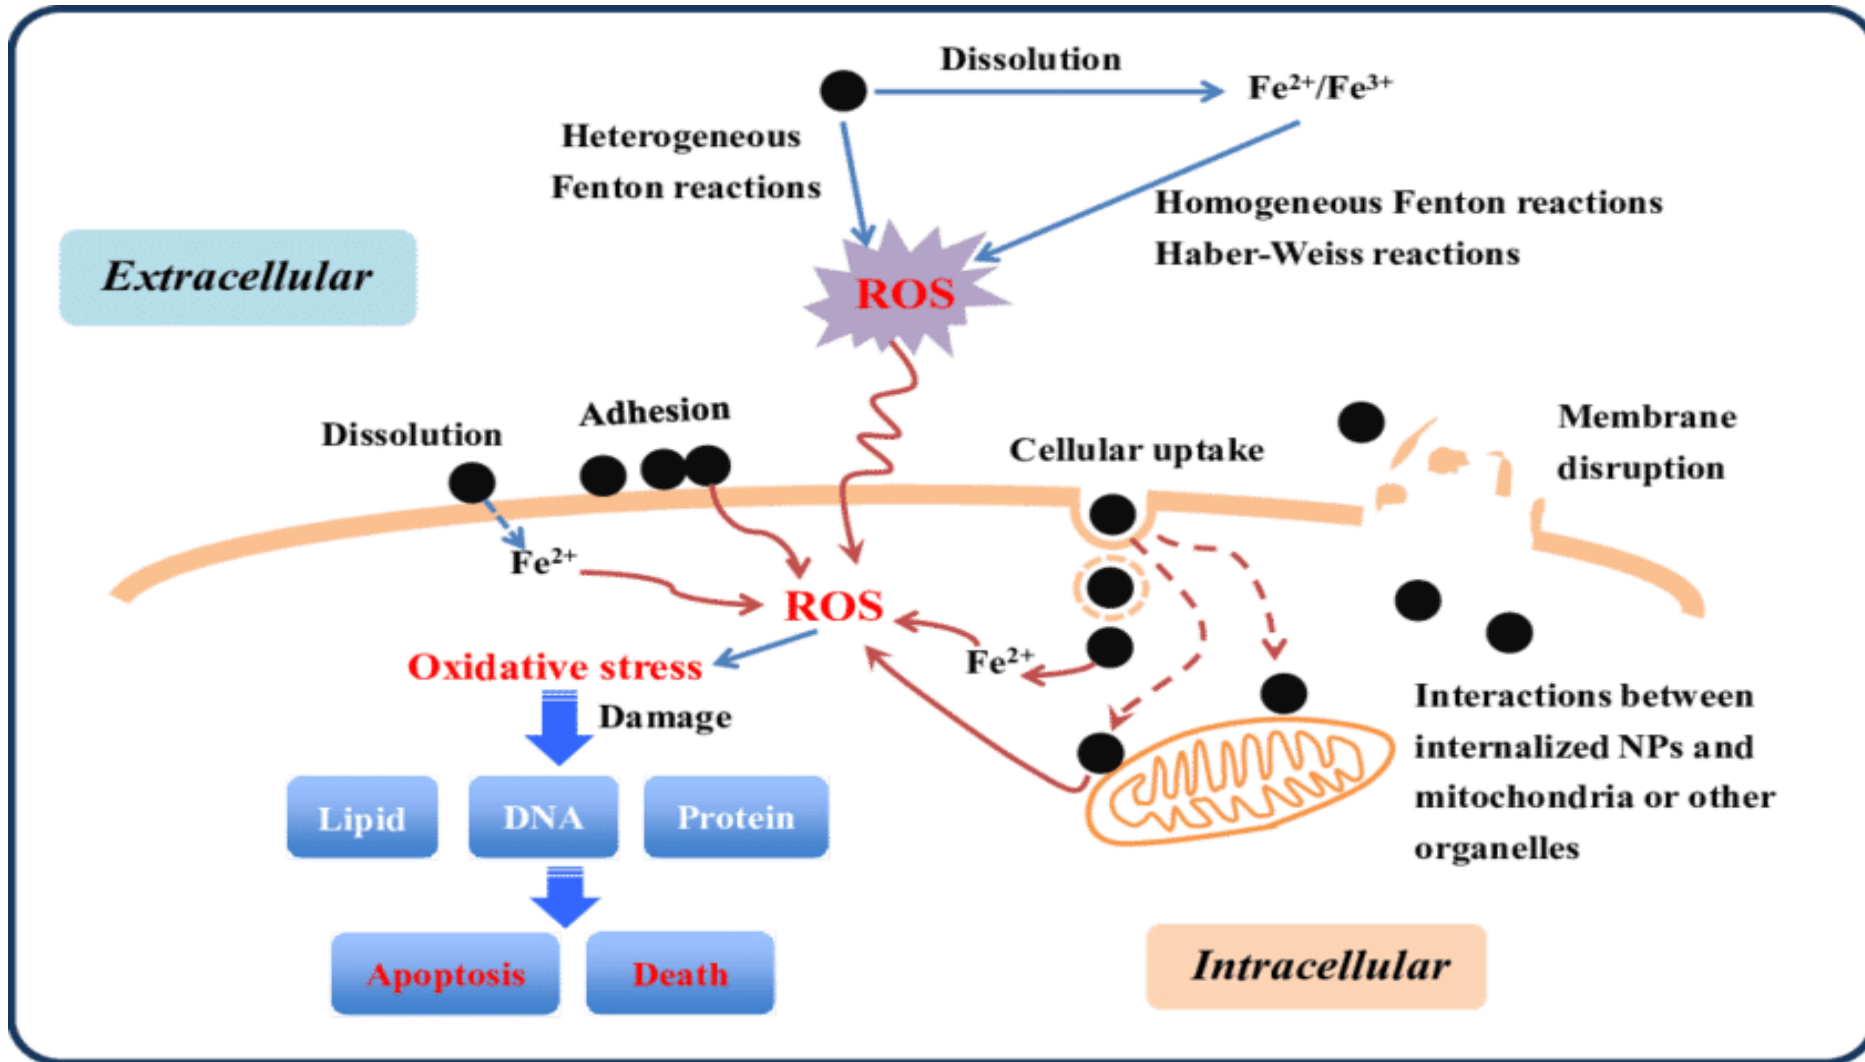 Dissolution
Fe²⁺/Fe³⁺
Heterogeneous
Fenton reactions
Homogeneous Fenton reactions
Haber-Weiss reactions
Extracellular
ROS
Adhesion
Dissolution
Cellular uptake
Membrane
disruption
Fe²⁺
ROS
Fe²⁺
Oxidative stress
Damage
Interactions between
internalized NPs and
mitochondria or other
organelles
Lipid
DNA
Protein
Apoptosis
Death
Intracellular